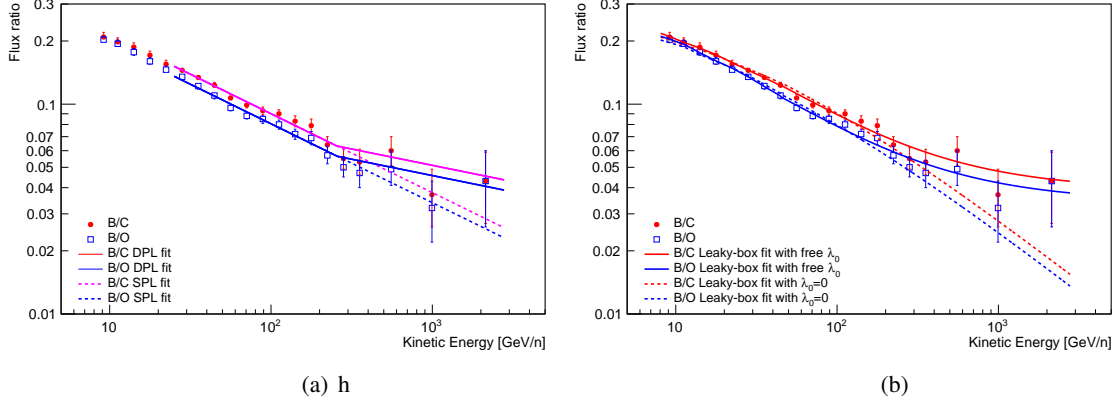 Flux ratio
0.3
0.2
0.1
0.07
0.06
0.05
0.04
0.03
0.02
0.01
B/C
B/O
B/C DPL fit
B/O DPL fit
B/C SPL fit
B/O SPL fit
10
10²
10³
Kinetic Energy [GeV/n]
(a) h
Flux ratio
0.3
0.2
0.1
0.07
0.06
0.05
0.04
0.03
0.02
0.01
B/C
B/O
B/C Leaky-box fit with free λ₀
B/O Leaky-box fit with free λ₀
B/C Leaky-box fit with λ₀=0
B/O Leaky-box fit with λ₀=0
10
10²
10³
Kinetic Energy [GeV/n]
(b)